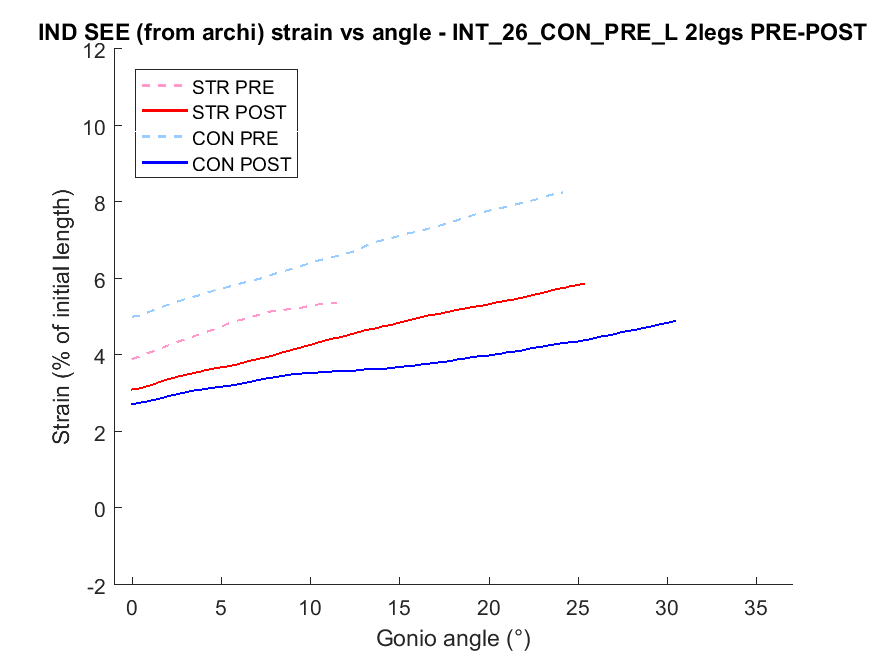 IND SEE (from archi) strain vs angle - INT_26_CON_PRE_L 2legs PRE-POST
12
10
8
6
4
2
0
-2
STR PRE
STR POST
CON PRE
CON POST
Strain (% of initial length)
0 5 10 15 20 25 30 35
Gonio angle (°)